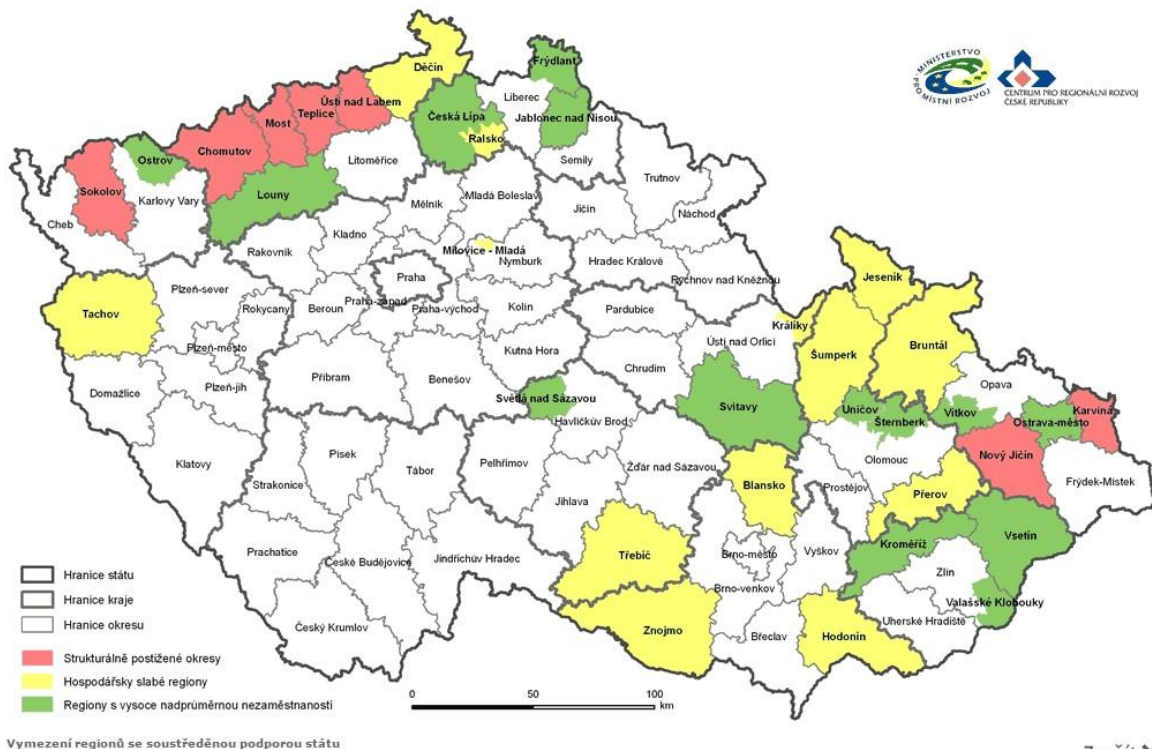 MINISTERSTVO
PRO MÍSTNÍ ROZVOJ
CENTRUM PRO REGIONÁLNÍ ROZVOJ
ČESKÉ REPUBLIKY
Děčín
Frýdlant
Ústí nad Labem
Liberec
Teplice
Česká Lípa
Jablonec nad Nisou
Most
Ralsko
Chomutov
Litoměřice
Semily
Ostrov
Trutnov
Sokolov
Louny
Mladá Boleslav
Karlovy Vary
Mělník
Jičín
Náchod
Cheb
Kladno
Rakovník
Milovice - Mladá
Nymburk
Hradec Králové
Plzeň-sever
Praha
Rychnov nad Kněžnou
Jeseník
Praha-západ
Tachov
Rokycany
Beroun
Praha-východ
Kolín
Pardubice
Králíky
Plzeň-město
Ústí nad Orlicí
Bruntál
Kutná Hora
Šumperk
Chrudim
Příbram
Benešov
Opava
Domažlice
Plzeň-jih
Světlá nad Sázavou
Svitavy
Uničov
Vítkov
Karviná
Havlíčkův Brod
Šternberk
Ostrava-město
Klatovy
Písek
Nový Jičín
Olomouc
Strakonice
Tábor
Pelhřimov
Žďár nad Sázavou
Frýdek-Místek
Blansko
Prostějov
Přerov
Jihlava
Vsetín
Prachatice
Kroměříž
České Budějovice
Jindřichův Hradec
Třebíč
Brno-město
Vyškov
Zlín
Brno-venkov
Valašské Klobouky
Uherské Hradiště
Český Krumlov
Znojmo
Břeclav
Hodonín
Hranice státu
Hranice kraje
Hranice okresu
Strukturálně postižené okresy
Hospodářsky slabé regiony
Regiony s vysoce nadprůměrnou nezaměstnaností
0 50 100
km
Vymezení regionů se soustředěnou podporou státu